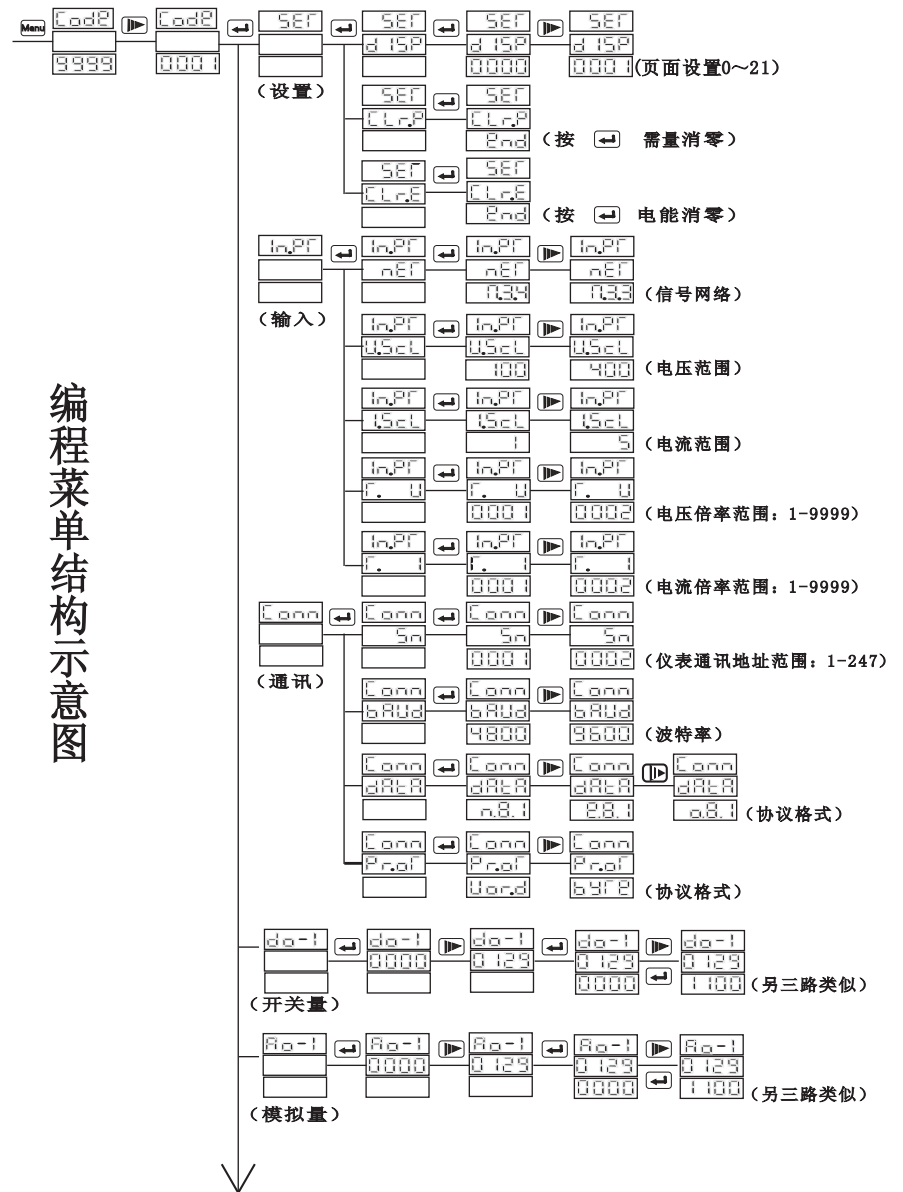 编程菜单结构示意图
Menu
CodE CodE SET SET SET SET
dISP dISP dISP
9999 0001 0000 0001 (页面设置0～21)
(设置)
SET SET
CLr.P CLr.P
End (按 需量消零)
SET SET
CLr.E CLr.E
End (按 电能消零)
In.PT In.PT In.PT In.PT
nET nET nET
n.3.4 n.3.3 (信号网络)
(输入)
In.PT In.PT In.PT
U.ScL U.ScL U.ScL
100 400 (电压范围)
In.PT In.PT In.PT
I.ScL I.ScL I.ScL
1 5 (电流范围)
In.PT In.PT In.PT
T. U T. U T. U
0001 0002 (电压倍率范围: 1-9999)
In.PT In.PT In.PT
T. I T. I T. I
0001 0002 (电流倍率范围: 1-9999)
Conn Conn Conn Conn
Sn Sn Sn
0001 0002 (仪表通讯地址范围: 1-247)
(通讯)
Conn Conn Conn
bAUd bAUd bAUd
4800 9600 (波特率)
Conn Conn Conn Conn
dAtA dAtA dAtA dAtA
n.8.1 2.8.1 o.8.1 (协议格式)
Conn Conn Conn
Pr.oT Pr.oT Pr.oT
Uor.d bYTE (协议格式)
do-1 do-1 do-1 do-1 do-1
0000 0129 0129 0129
0000 1100 (另三路类似)
(开关量)
Ao-1 Ao-1 Ao-1 Ao-1 Ao-1
0000 0129 0129 0129
0000 1100 (另三路类似)
(模拟量)